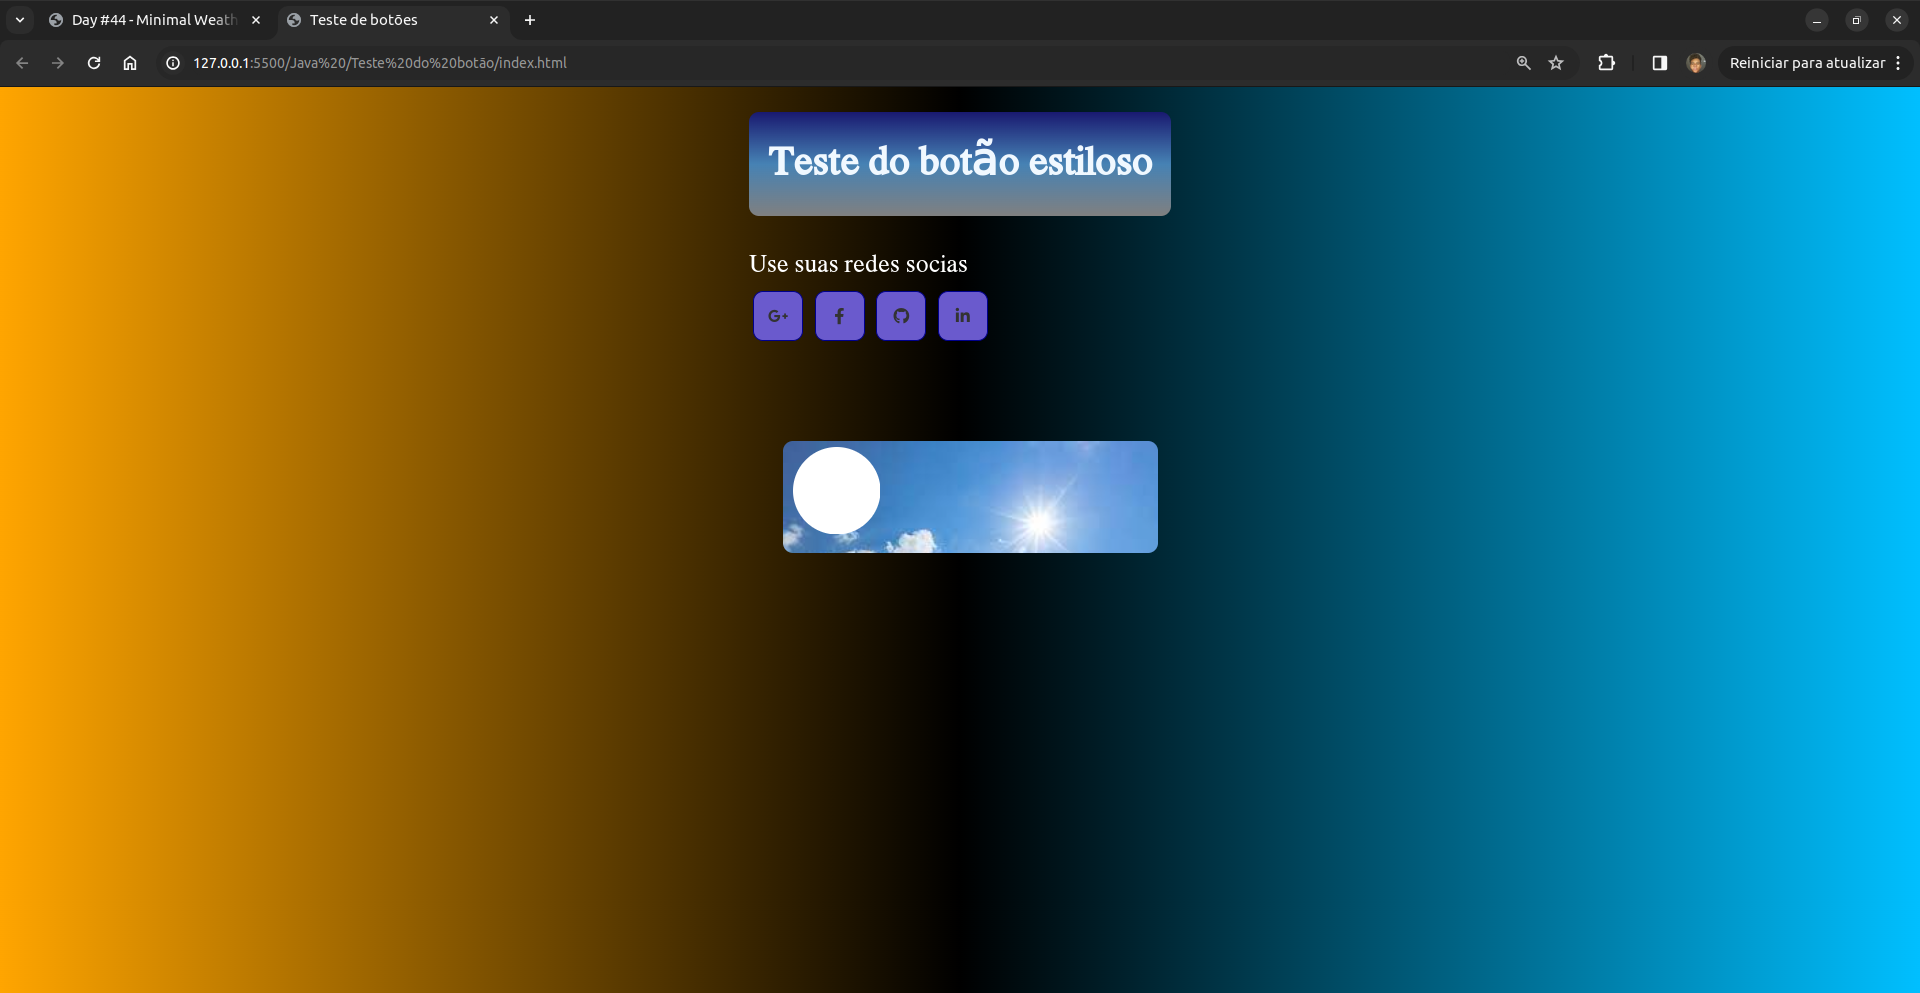 Day #44 - Minimal Weath
Teste de botões
127.0.0.1:5500/Java%20/Teste%20do%20botão/index.html
Reiniciar para atualizar
Teste do botão estiloso
Use suas redes socias
G+
f
in